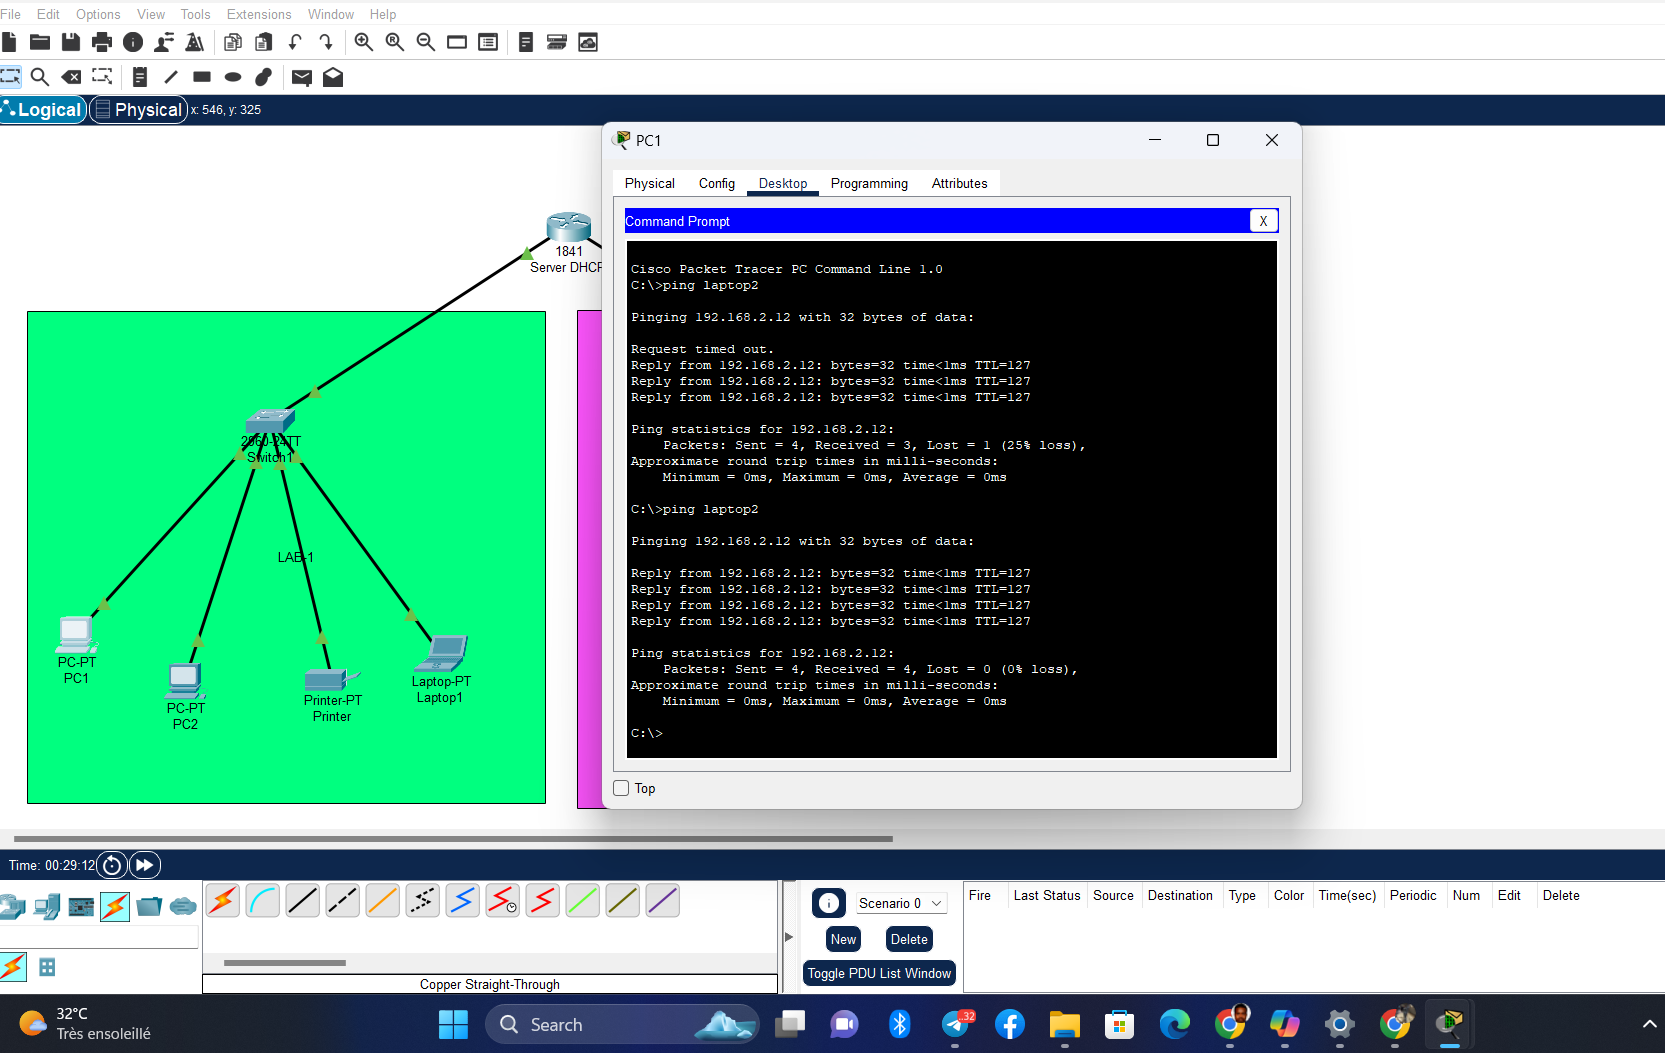 File Edit Options View Tools Extensions Window Help
Logical Physical x: 546, y: 325
PC1
Physical Config Desktop Programming Attributes
Command Prompt X
Cisco Packet Tracer PC Command Line 1.0
C:\>ping laptop2
Pinging 192.168.2.12 with 32 bytes of data:
Request timed out.
Reply from 192.168.2.12: bytes=32 time<1ms TTL=127
Reply from 192.168.2.12: bytes=32 time<1ms TTL=127
Reply from 192.168.2.12: bytes=32 time<1ms TTL=127
Ping statistics for 192.168.2.12:
Packets: Sent = 4, Received = 3, Lost = 1 (25% loss),
Approximate round trip times in milli-seconds:
Minimum = 0ms, Maximum = 0ms, Average = 0ms
C:\>ping laptop2
Pinging 192.168.2.12 with 32 bytes of data:
Reply from 192.168.2.12: bytes=32 time<1ms TTL=127
Reply from 192.168.2.12: bytes=32 time<1ms TTL=127
Reply from 192.168.2.12: bytes=32 time<1ms TTL=127
Reply from 192.168.2.12: bytes=32 time<1ms TTL=127
Ping statistics for 192.168.2.12:
Packets: Sent = 4, Received = 4, Lost = 0 (0% loss),
Approximate round trip times in milli-seconds:
Minimum = 0ms, Maximum = 0ms, Average = 0ms
C:\>
Top
1841
Server DHCP
2960-24TT
Switch1
LAB-1
PC-PT
PC1
PC-PT
PC2
Printer-PT
Printer
Laptop-PT
Laptop1
Time: 00:29:12
Copper Straight-Through
Scenario 0
New Delete
Toggle PDU List Window
Fire Last Status Source Destination Type Color Time(sec) Periodic Num Edit Delete
32°C
Très ensoleillé
Search
32